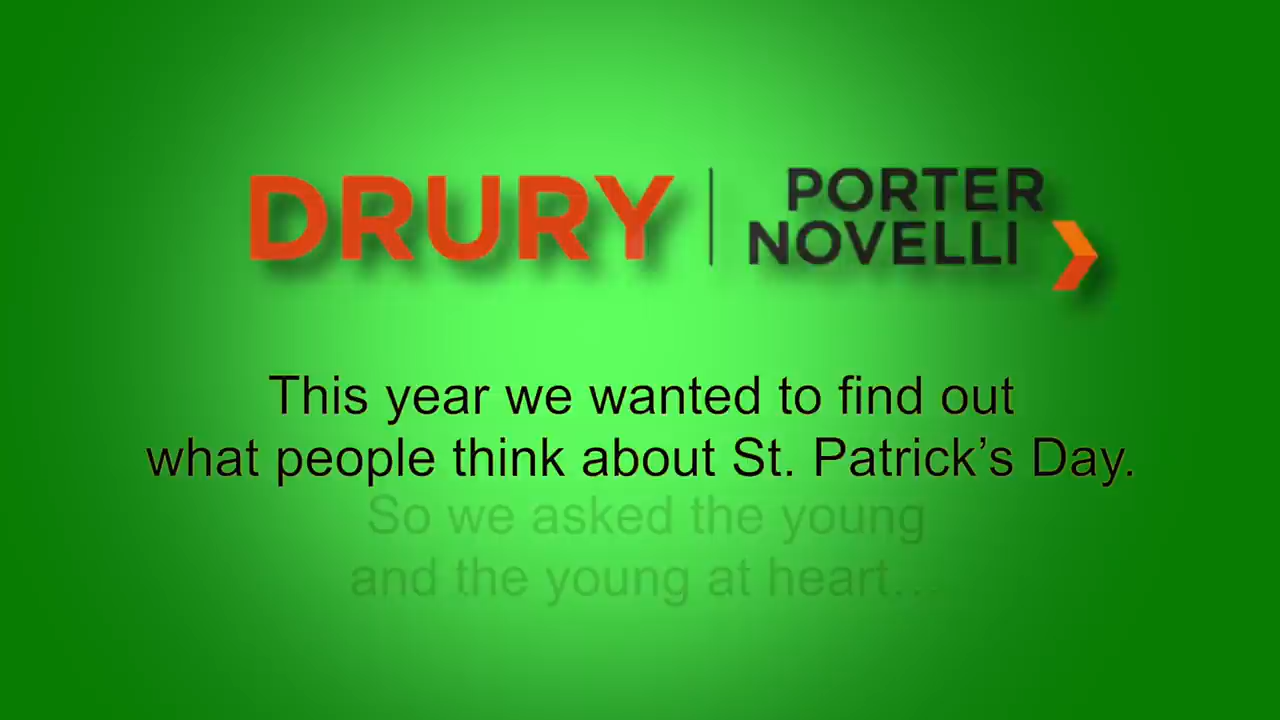 DRURY
PORTER
NOVELLI
This year we wanted to find out
what people think about St. Patrick’s Day.
So we asked the young
and the young at heart...